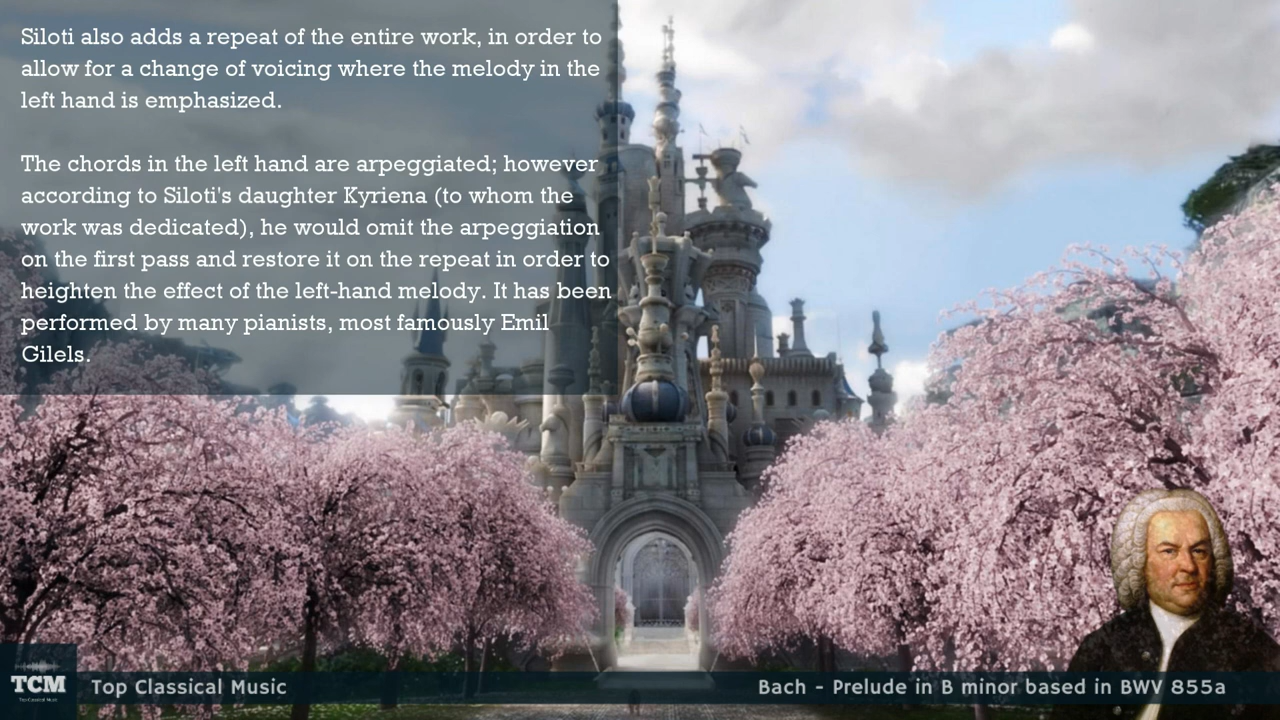 Siloti also adds a repeat of the entire work, in order to
allow for a change of voicing where the melody in the
left hand is emphasized.
The chords in the left hand are arpeggiated; however
according to Siloti's daughter Kyriena (to whom the
work was dedicated), he would omit the arpeggiation
on the first pass and restore it on the repeat in order to
heighten the effect of the left-hand melody. It has been
performed by many pianists, most famously Emil
Gilels.
TCM
Top Classical Music
Top Classical Music
Bach - Prelude in B minor based in BWV 855a